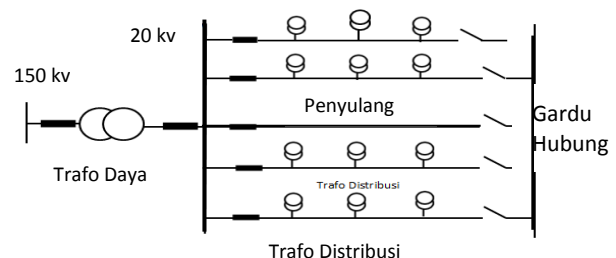 20 kv
150 kv
Penyulang
Gardu
Hubung
Trafo Daya
Trafo Distribusi
Trafo Distribusi